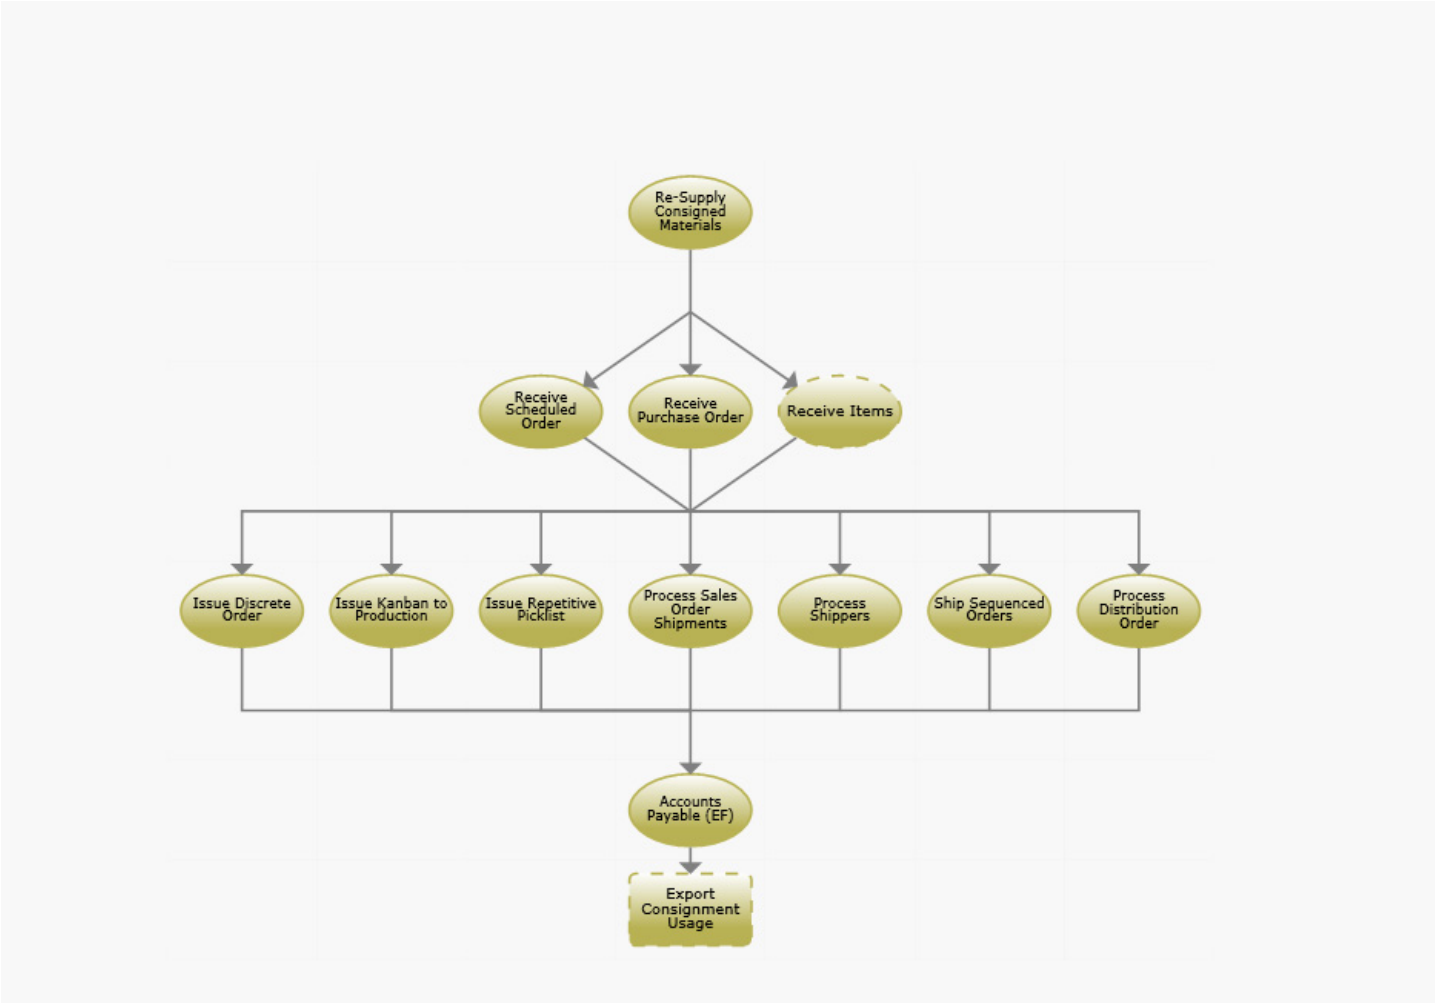 Re-Supply
Consigned
Materials
Receive
Scheduled
Order
Receive
Purchase Order
Receive Items
Issue Discrete
Order
Issue Kanban to
Production
Issue Repetitive
Picklist
Process Sales
Order
Shipments
Process
Shippers
Ship Sequenced
Orders
Process
Distribution
Order
Accounts
Payable (EF)
Export
Consignment
Usage